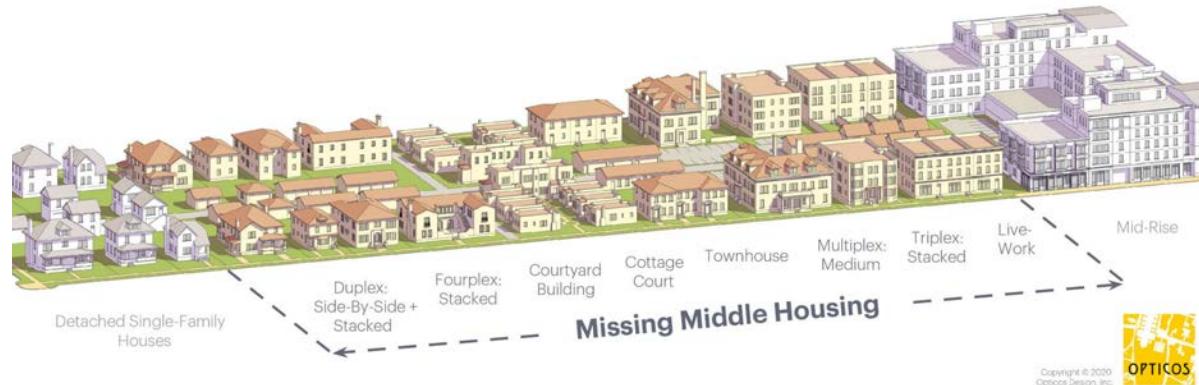 Detached Single-Family
Houses
Duplex:
Side-By-Side +
Stacked
Fourplex:
Stacked
Courtyard
Building
Cottage
Court
Townhouse
Multiplex:
Medium
Triplex:
Stacked
Live-
Work
Mid-Rise
Missing Middle Housing
Copyright © 2020
Opticos Design, Inc.
OPTICOS